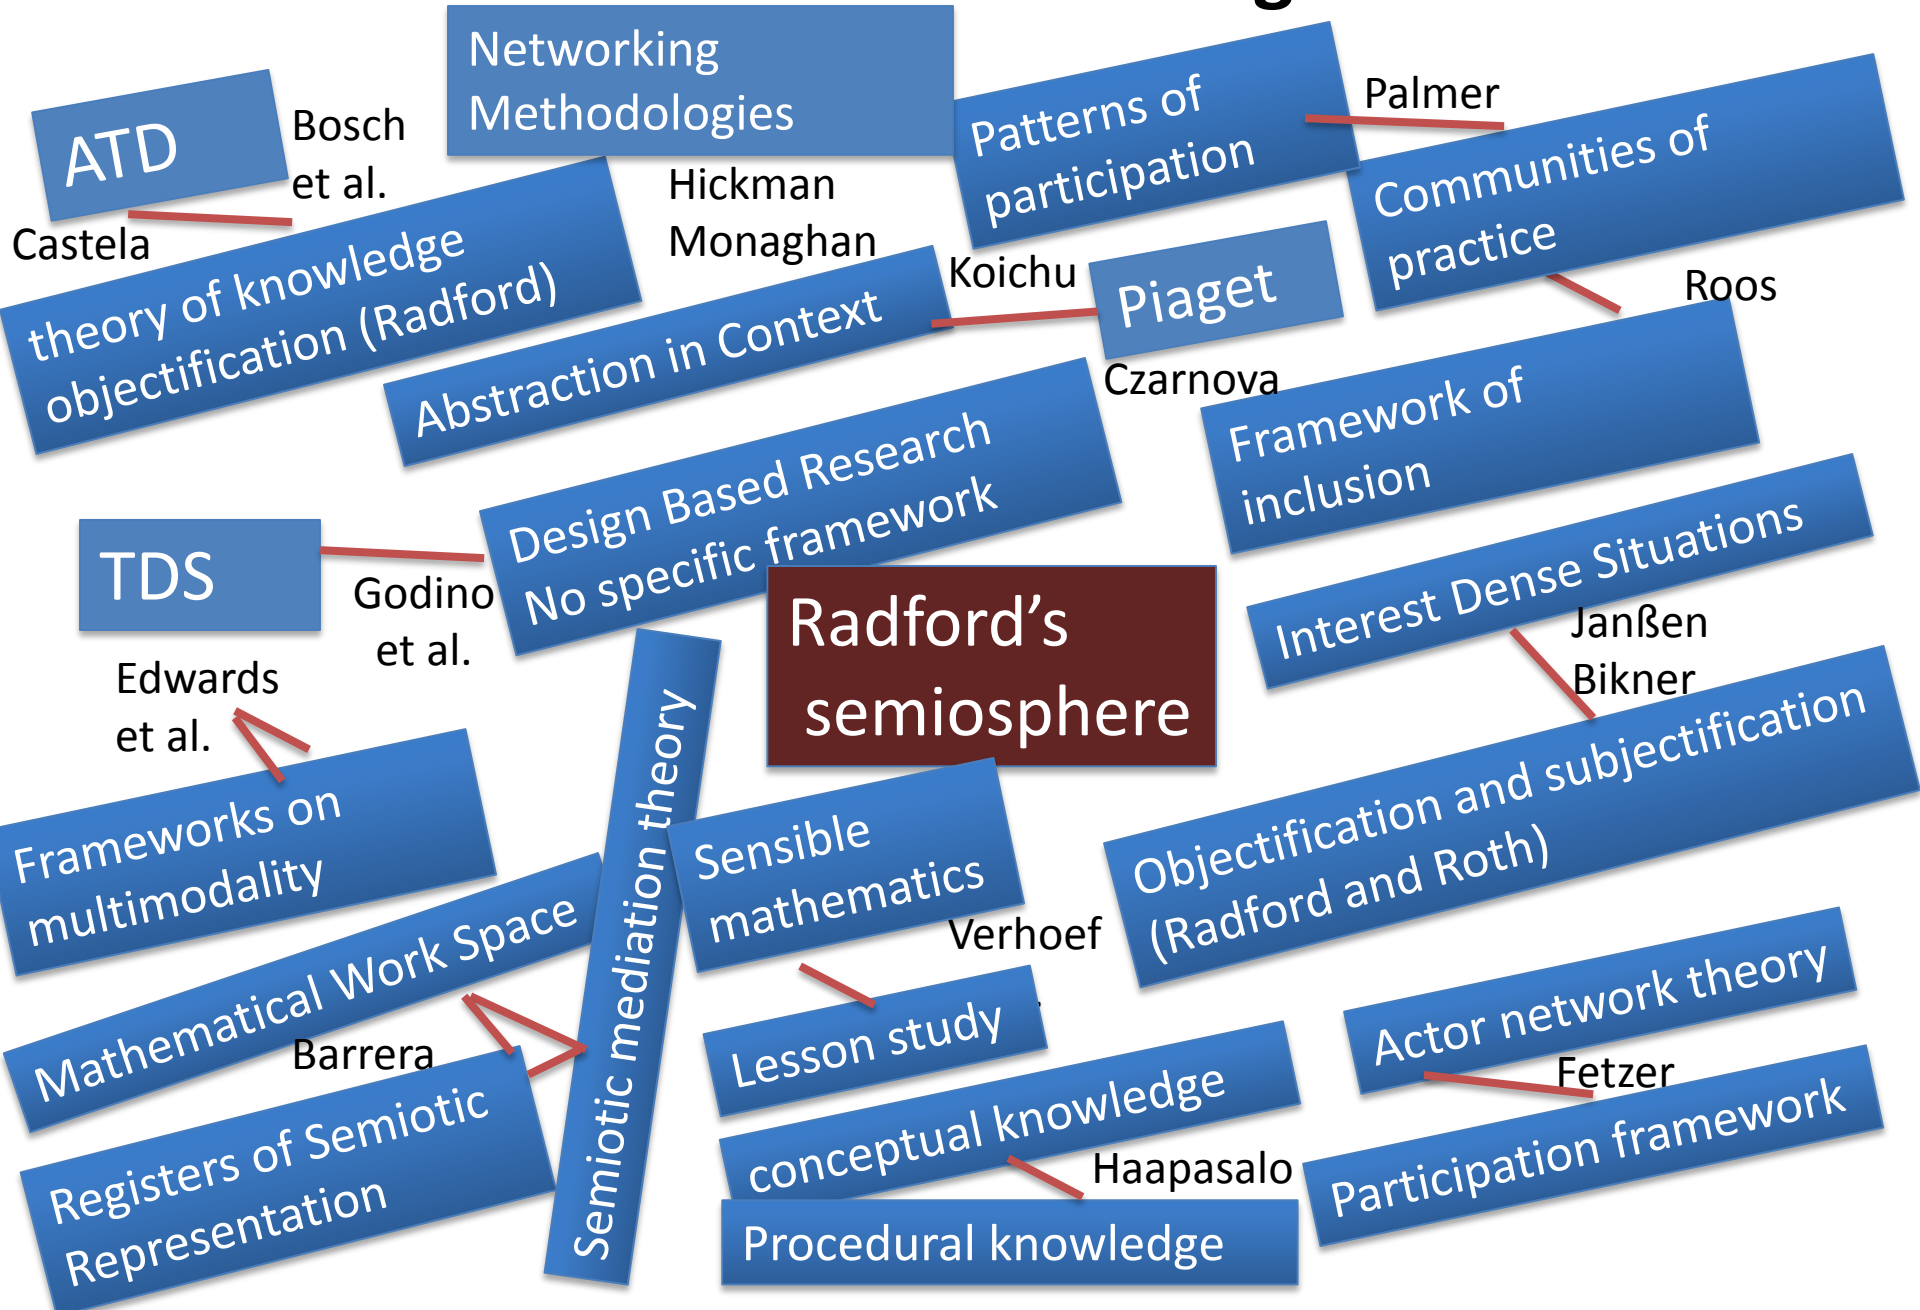 g
Networking
Methodologies
ATD
Bosch
et al.
Castela
Hickman
Monaghan
Patterns of
participation
Palmer
Communities of
practice
Roos
theory of knowledge
objectification (Radford)
Abstraction in Context
Koichu
Piaget
Czarnova
Framework of
inclusion
Design Based Research
No specific framework
TDS
Godino
et al.
Radford’s
semiosphere
Interest Dense Situations
Janßen
Bikner
Edwards
et al.
Objectification and subjectification
(Radford and Roth)
Frameworks on
multimodality
Semiotic mediation theory
Sensible
mathematics
Verhoef
Mathematical Work Space
Barrera
Lesson study
Actor network theory
Fetzer
Participation framework
Registers of Semiotic
Representation
conceptual knowledge
Haapasalo
Procedural knowledge